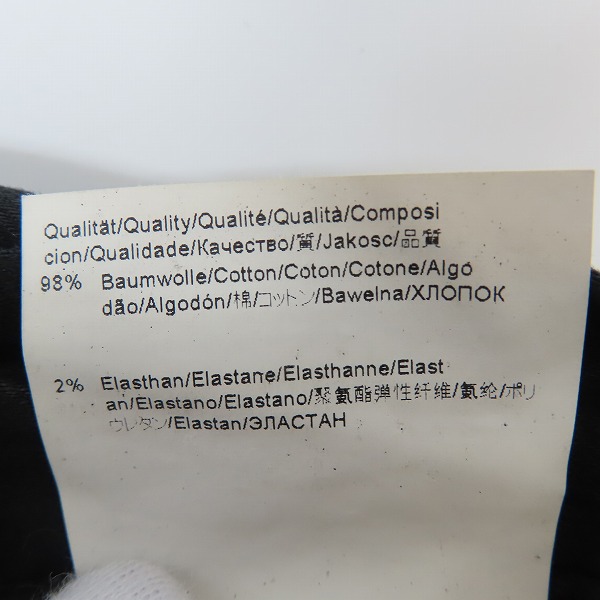 Qualität/Quality/Qualité/Qualità/Composi
cion/Qualidade/Качество/質/Jakosc/品質
98% Baumwolle/Cotton/Coton/Cotone/Algo
dão/Algodón/棉/コットン/Bawelna/ХЛОПОК
2% Elasthan/Elastane/Elasthanne/Elast
an/Elastano/Elastano/聚氨酯弹性纤维/氨纶/ポリ
ウレタン/Elastan/ЭЛАСТАН